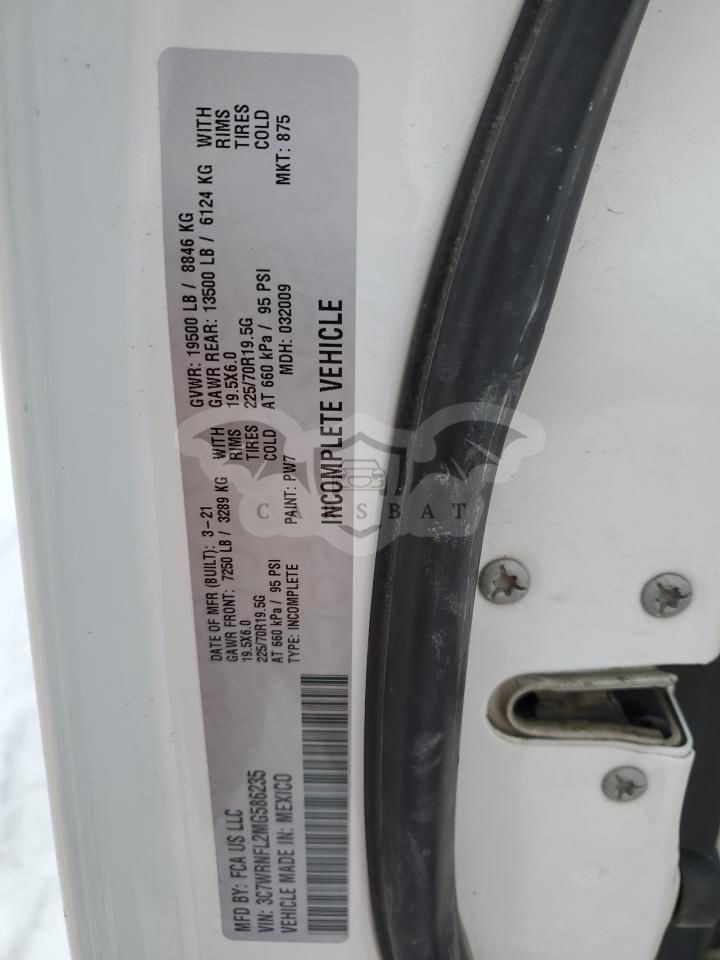 MFD BY: FCA US LLC
DATE OF MFR (BUILT): 3-21
GVWR: 19500 LB / 8846 KG
GAWR FRONT: 7250 LB / 3289 KG WITH
GAWR REAR: 13500 LB / 6124 KG WITH
19.5X6.0 RIMS
19.5X6.0 RIMS
225/70R19.5G TIRES
225/70R19.5G TIRES
AT 660 kPa / 95 PSI COLD
AT 660 kPa / 95 PSI COLD
VIN: 3C7WRNFL2MG586235
TYPE: INCOMPLETE
PAINT: PW7
MDH: 032009
MKT: 875
VEHICLE MADE IN: MEXICO
INCOMPLETE VEHICLE
CARSBAT